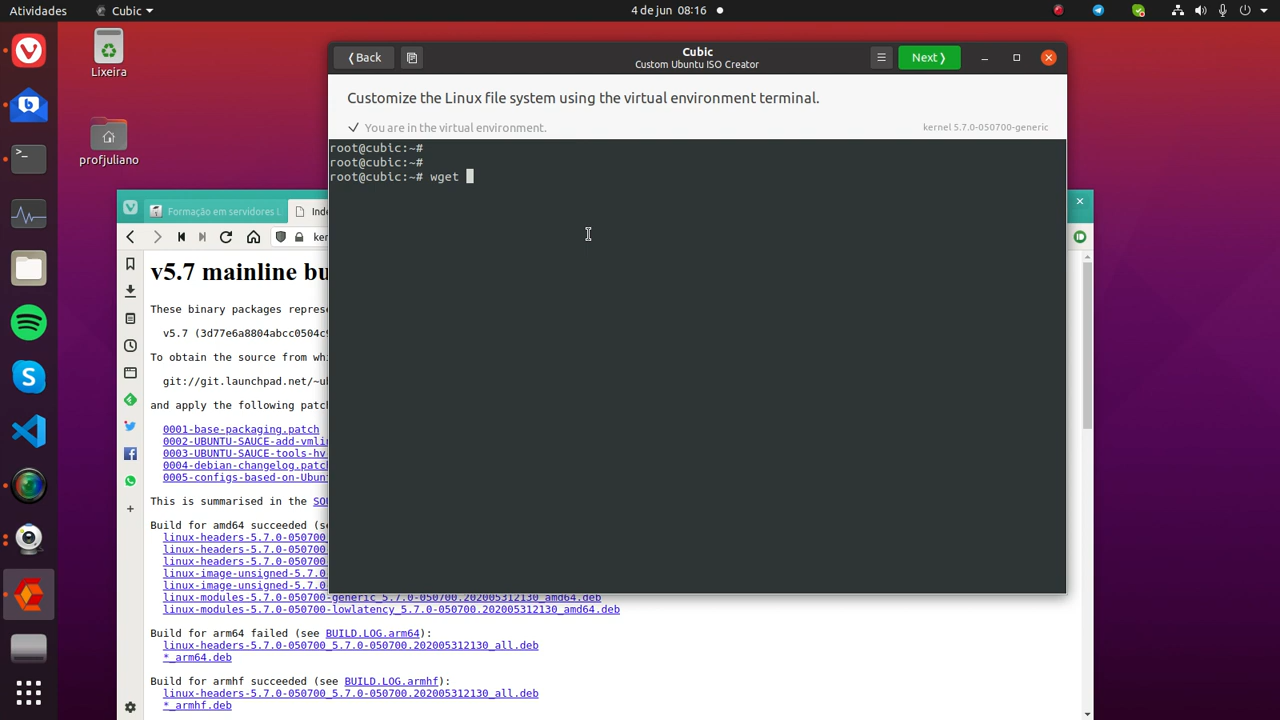 Atividades
Cubic
4 de jun 08:16
Lixeira
profjuliano
Back
Cubic
Custom Ubuntu ISO Creator
Next
Customize the Linux file system using the virtual environment terminal.
You are in the virtual environment.
kernel 5.7.0-050700-generic
root@cubic:~#
root@cubic:~#
root@cubic:~# wget
Formação em servidores L
Inde
ker
v5.7 mainline bu
These binary packages repres
v5.7 (3d77e6a8804abcc0504c9
To obtain the source from whi
git://git.launchpad.net/~ub
and apply the following patc
0001-base-packaging.patch
0002-UBUNTU-SAUCE-add-vmli
0003-UBUNTU-SAUCE-tools-hv
0004-debian-changelog.patch
0005-configs-based-on-Ubun
This is summarised in the SO
Build for amd64 succeeded (se
linux-headers-5.7.0-050700_
linux-headers-5.7.0-050700-
linux-headers-5.7.0-050700-
linux-image-unsigned-5.7.0-
linux-image-unsigned-5.7.0-
linux-modules-5.7.0-050700-generic_5.7.0-050700.202005312130_amd64.deb
linux-modules-5.7.0-050700-lowlatency_5.7.0-050700.202005312130_amd64.deb
Build for arm64 failed (see BUILD.LOG.arm64):
linux-headers-5.7.0-050700_5.7.0-050700.202005312130_all.deb
*_arm64.deb
Build for armhf succeeded (see BUILD.LOG.armhf):
linux-headers-5.7.0-050700_5.7.0-050700.202005312130_all.deb
*_armhf.deb